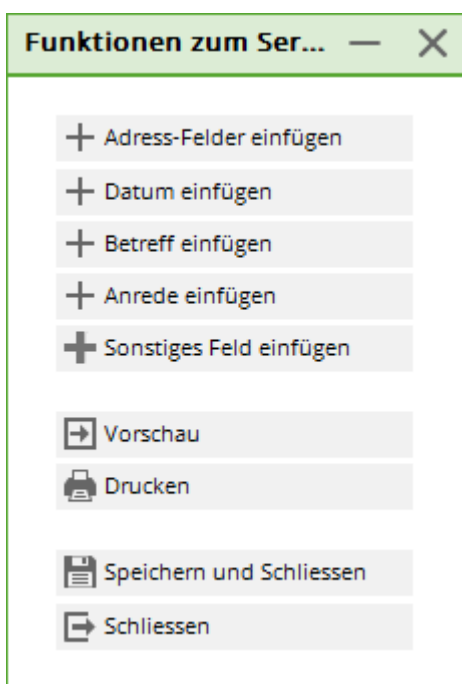 Funktionen zum Ser...
Adress-Felder einfügen
Datum einfügen
Betreff einfügen
Anrede einfügen
Sonstiges Feld einfügen
Vorschau
Drucken
Speichern und Schliessen
Schliessen